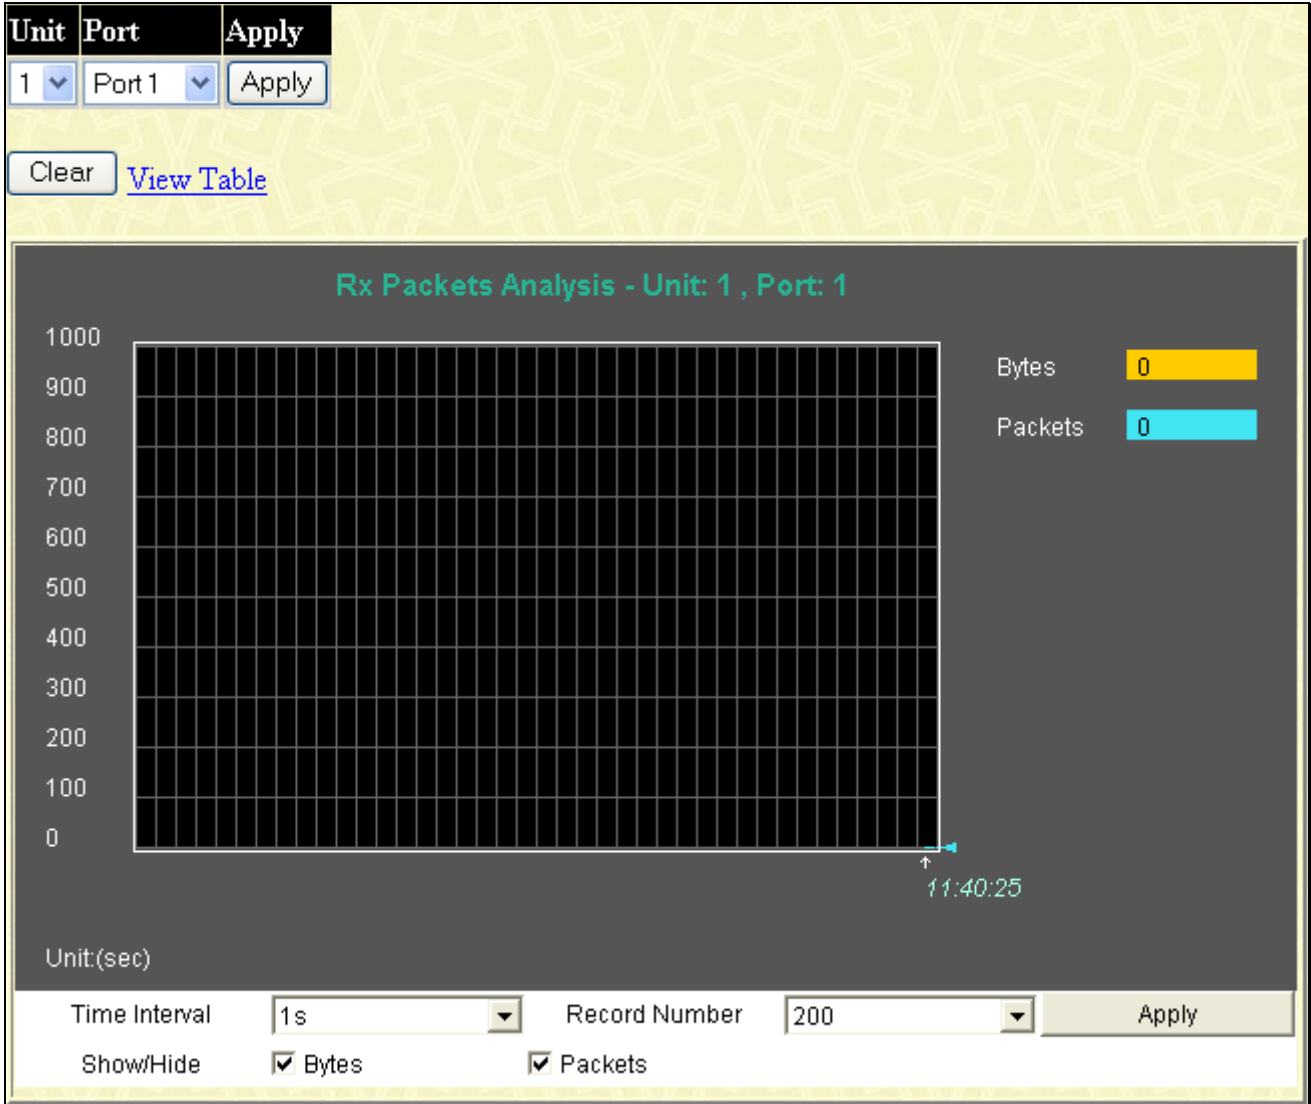 Unit Port Apply
1 Port 1 Apply
Clear View Table
Rx Packets Analysis - Unit: 1 , Port: 1
1000
900
800
700
600
500
400
300
200
100
0
Bytes 0
Packets 0
11:40:25
Unit:(sec)
Time Interval 1s Record Number 200 Apply
Show/Hide Bytes Packets